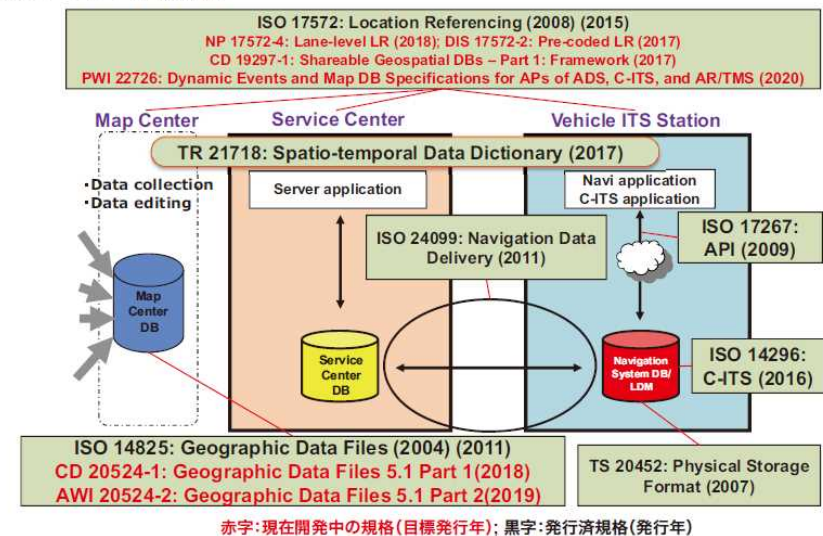 ISO 17572: Location Referencing (2008) (2015)
NP 17572-4: Lane-level LR (2018); DIS 17572-2: Pre-coded LR (2017)
CD 19297-1: Shareable Geospatial DBs – Part 1: Framework (2017)
PWI 22726: Dynamic Events and Map DB Specifications for APs of ADS, C-ITS, and AR/TMS (2020)
Map Center
Service Center
Vehicle ITS Station
TR 21718: Spatio-temporal Data Dictionary (2017)
・Data collection
・Data editing
Server application
Navi application
C-ITS application
ISO 24099: Navigation Data
Delivery (2011)
ISO 17267:
API (2009)
Map
Center
DB
Service
Center
DB
Navigation
System DB/
LDM
ISO 14296:
C-ITS (2016)
ISO 14825: Geographic Data Files (2004) (2011)
CD 20524-1: Geographic Data Files 5.1 Part 1(2018)
AWI 20524-2: Geographic Data Files 5.1 Part 2(2019)
TS 20452: Physical Storage
Format (2007)
赤字：現在開発中の規格（目標発行年）; 黒字：発行済規格（発行年）